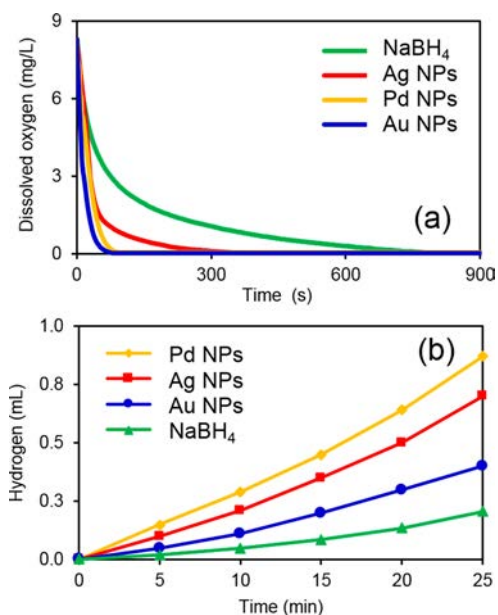 9
6
3
0
Dissolved oxygen (mg/L)
NaBH4
Ag NPs
Pd NPs
Au NPs
(a)
0 300 600 900
Time (s)
1.0
0.8
0.5
0.3
0.0
Hydrogen (mL)
Pd NPs
Ag NPs
Au NPs
NaBH4
(b)
0 5 10 15 20 25
Time (min)